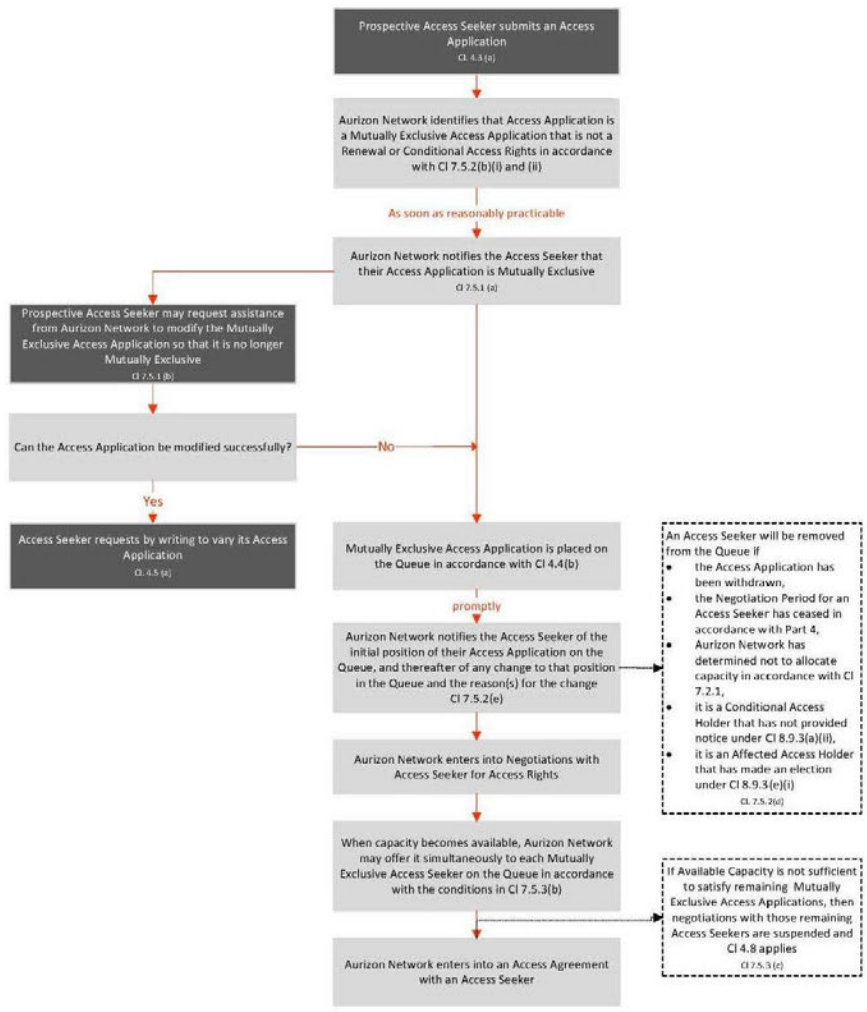 Prospective Access Seeker submits an Access
Application
Cl. 4.3 (a)
Aurizon Network identifies that Access Application is
a Mutually Exclusive Access Application that is not a
Renewal or Conditional Access Rights in accordance
with Cl 7.5.2(b)(i) and (ii)
As soon as reasonably practicable
Aurizon Network notifies the Access Seeker that
their Access Application is Mutually Exclusive
Cl 7.5.1 (a)
Prospective Access Seeker may request assistance
from Aurizon Network to modify the Mutually
Exclusive Access Application so that it is no longer
Mutually Exclusive
Cl 7.5.1 (b)
Can the Access Application be modified successfully?
No
Yes
Access Seeker requests by writing to vary its Access
Application
CL 4.5 (a)
Mutually Exclusive Access Application is placed on
the Queue in accordance with Cl 4.4(b)
promptly
Aurizon Network notifies the Access Seeker of the
initial position of their Access Application on the
Queue, and thereafter of any change to that position
in the Queue and the reason(s) for the change
Cl 7.5.2(e)
An Access Seeker will be removed
from the Queue if
• the Access Application has
been withdrawn,
• the Negotiation Period for an
Access Seeker has ceased in
accordance with Part 4,
• Aurizon Network has
determined not to allocate
capacity in accordance with Cl
7.2.1,
• it is a Conditional Access
Holder that has not provided
notice under Cl 8.9.3(a)(ii),
• it is an Affected Access Holder
that has made an election
under Cl 8.9.3(e)(i)
CL 7.5.2(d)
Aurizon Network enters into Negotiations with
Access Seeker for Access Rights
When capacity becomes available, Aurizon Network
may offer it simultaneously to each Mutually
Exclusive Access Seeker on the Queue in accordance
with the conditions in Cl 7.5.3(b)
If Available Capacity is not sufficient
to satisfy remaining Mutually
Exclusive Access Applications, then
negotiations with those remaining
Access Seekers are suspended and
Cl 4.8 applies
Cl 7.5.3 (c)
Aurizon Network enters into an Access Agreement
with an Access Seeker